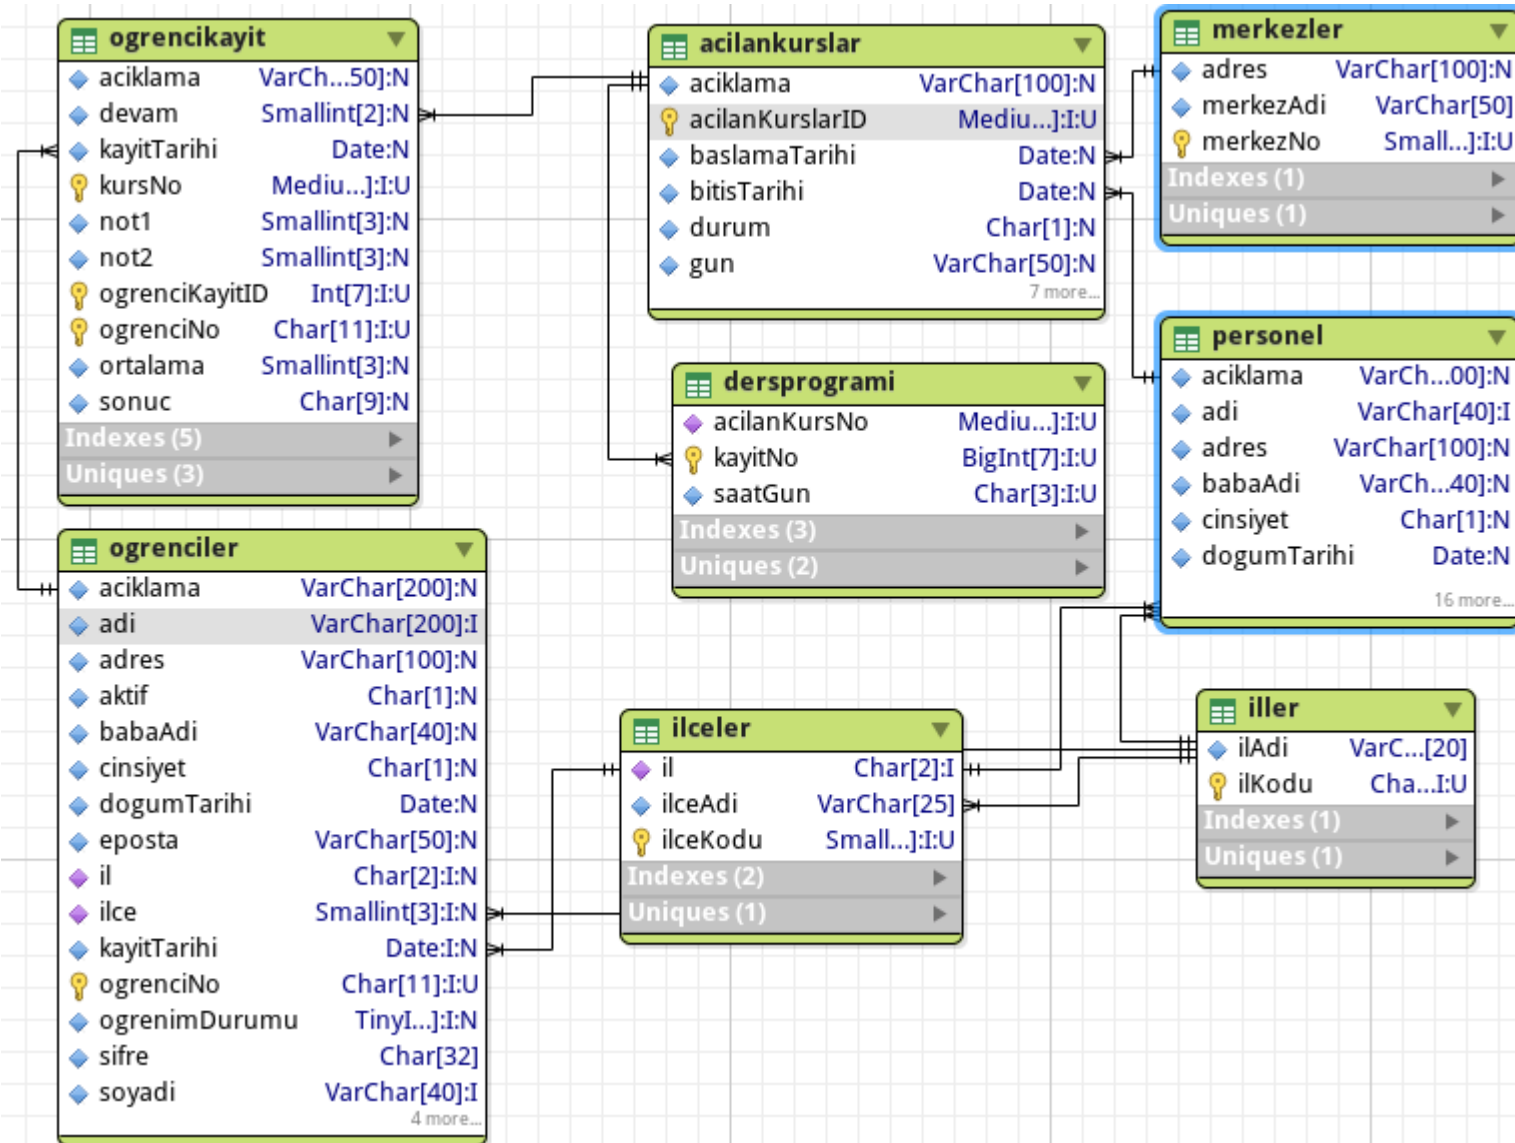 ogrencikayit
aciklama VarCh...50]:N
devam Smallint[2]:N
kayitTarihi Date:N
kursNo Mediu...]:I:U
not1 Smallint[3]:N
not2 Smallint[3]:N
ogrenciKayitID Int[7]:I:U
ogrenciNo Char[11]:I:U
ortalama Smallint[3]:N
sonuc Char[9]:N
Indexes (5)
Uniques (3)
ogrenciler
aciklama VarChar[200]:N
adi VarChar[200]:I
adres VarChar[100]:N
aktif Char[1]:N
babaAdi VarChar[40]:N
cinsiyet Char[1]:N
dogumTarihi Date:N
eposta VarChar[50]:N
il Char[2]:I:N
ilce Smallint[3]:I:N
kayitTarihi Date:I:N
ogrenciNo Char[11]:I:U
ogrenimDurumu TinyI...]:I:N
sifre Char[32]
soyadi VarChar[40]:I
4 more...
acilankurslar
aciklama VarChar[100]:N
acilanKurslarID Mediu...]:I:U
baslamaTarihi Date:N
bitisTarihi Date:N
durum Char[1]:N
gun VarChar[50]:N
7 more...
dersprogrami
acilanKursNo Mediu...]:I:U
kayitNo BigInt[7]:I:U
saatGun Char[3]:I:U
Indexes (3)
Uniques (2)
ilceler
il Char[2]:I
ilceAdi VarChar[25]
ilceKodu Small...]:I:U
Indexes (2)
Uniques (1)
merkezler
adres VarChar[100]:N
merkezAdi VarChar[50]
merkezNo Small...]:I:U
Indexes (1)
Uniques (1)
personel
aciklama VarCh...00]:N
adi VarChar[40]:I
adres VarChar[100]:N
babaAdi VarCh...40]:N
cinsiyet Char[1]:N
dogumTarihi Date:N
16 more...
iller
ilAdi VarC...[20]
ilKodu Cha...I:U
Indexes (1)
Uniques (1)